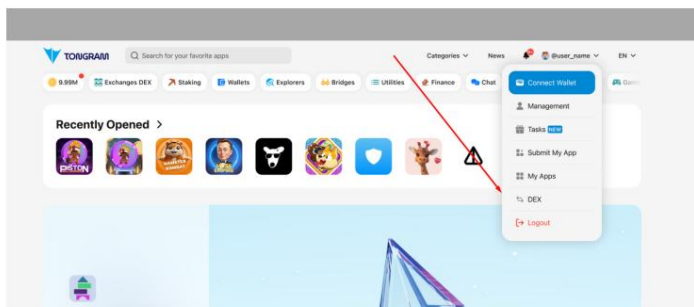 TONGRAM
Search for your favorite apps
Categories
News
@user_name
EN
9.99M
Exchanges DEX
Staking
Wallets
Explorers
Bridges
Utilities
Finance
Chat
Connect Wallet
Management
Tasks NEW
Submit My App
My Apps
DEX
Logout
Recently Opened >
PISTON